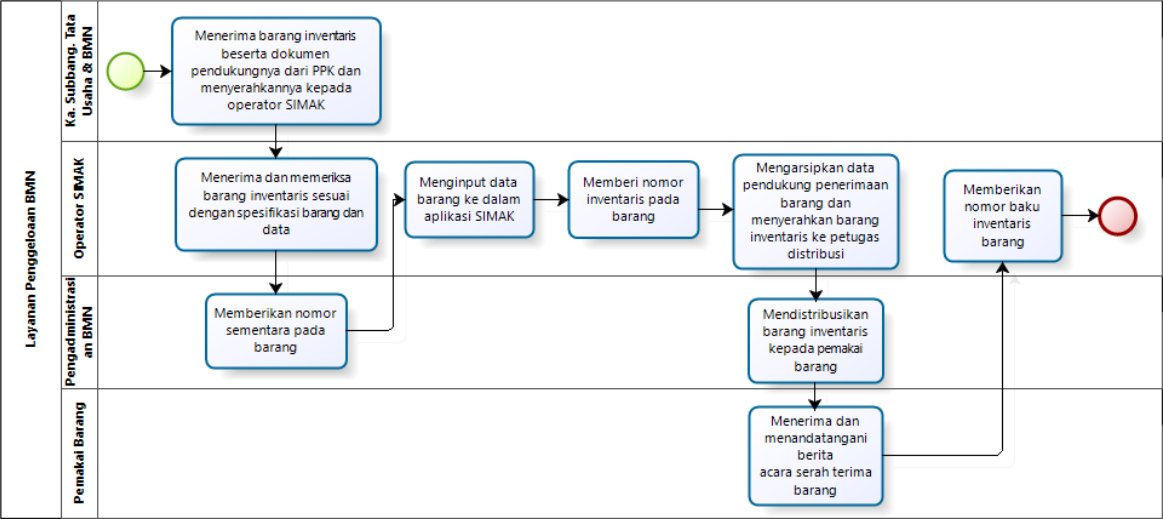 Layanan Penggeloaan BMN
Ka. Subbang. Tata
Usaha & BMN
Menerima barang inventaris
beserta dokumen
pendukungnya dari PPK dan
menyerahkannya kepada
operator SIMAK
Operator SIMAK
Menerima dan memeriksa
barang inventaris sesuai
dengan spesifikasi barang dan
data
Menginput data
barang ke dalam
aplikasi SIMAK
Memberi nomor
inventaris pada
barang
Mengarsipkan data
pendukung penerimaan
barang dan
menyerahkan barang
inventaris ke petugas
distribusi
Memberikan
nomor baku
inventaris
barang
Pengadministrasi
an BMN
Memberikan nomor
sementara pada
barang
Mendistribusikan
barang inventaris
kepada pemakai
barang
Pemakai Barang
Menerima dan
menandatangani
berita
acara serah terima
barang